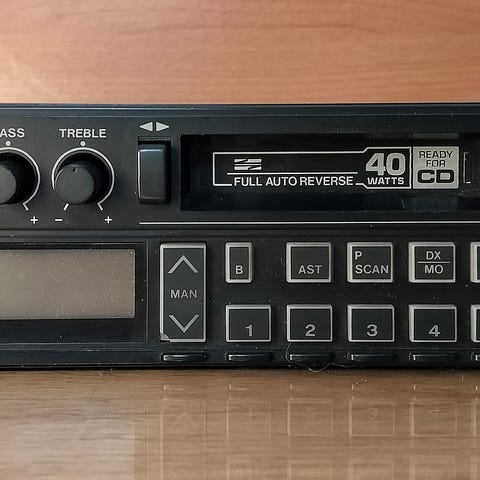 ASS
TREBLE
- +
+
FULL AUTO REVERSE
40
WATTS
READY
FOR
CD
MAN
B
AST
P
SCAN
DX
MO
1
2
3
4